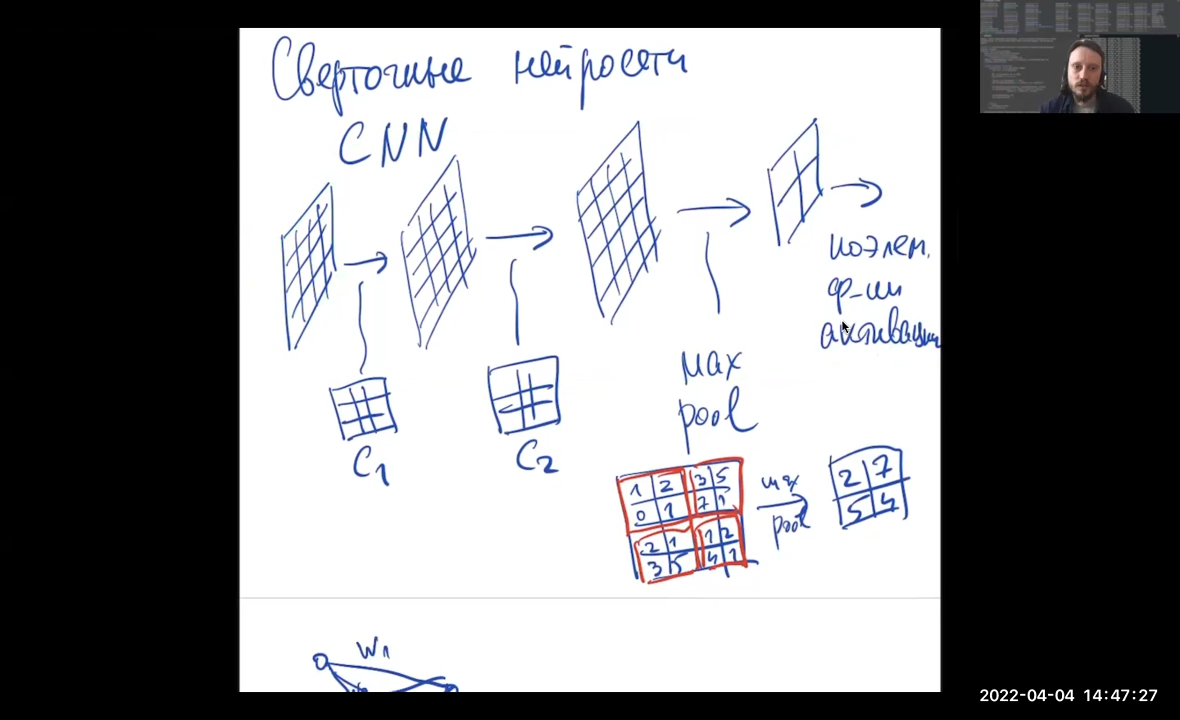 Сверточные нейросети
CNN
поэлем.
ф-ии
активации
max
pool
C1
C2
1 2 3 5
0 1 7 1
2 1 1 2
3 5 4 1
max
pool
2 7
5 4
W1
2022-04-04 14:47:27